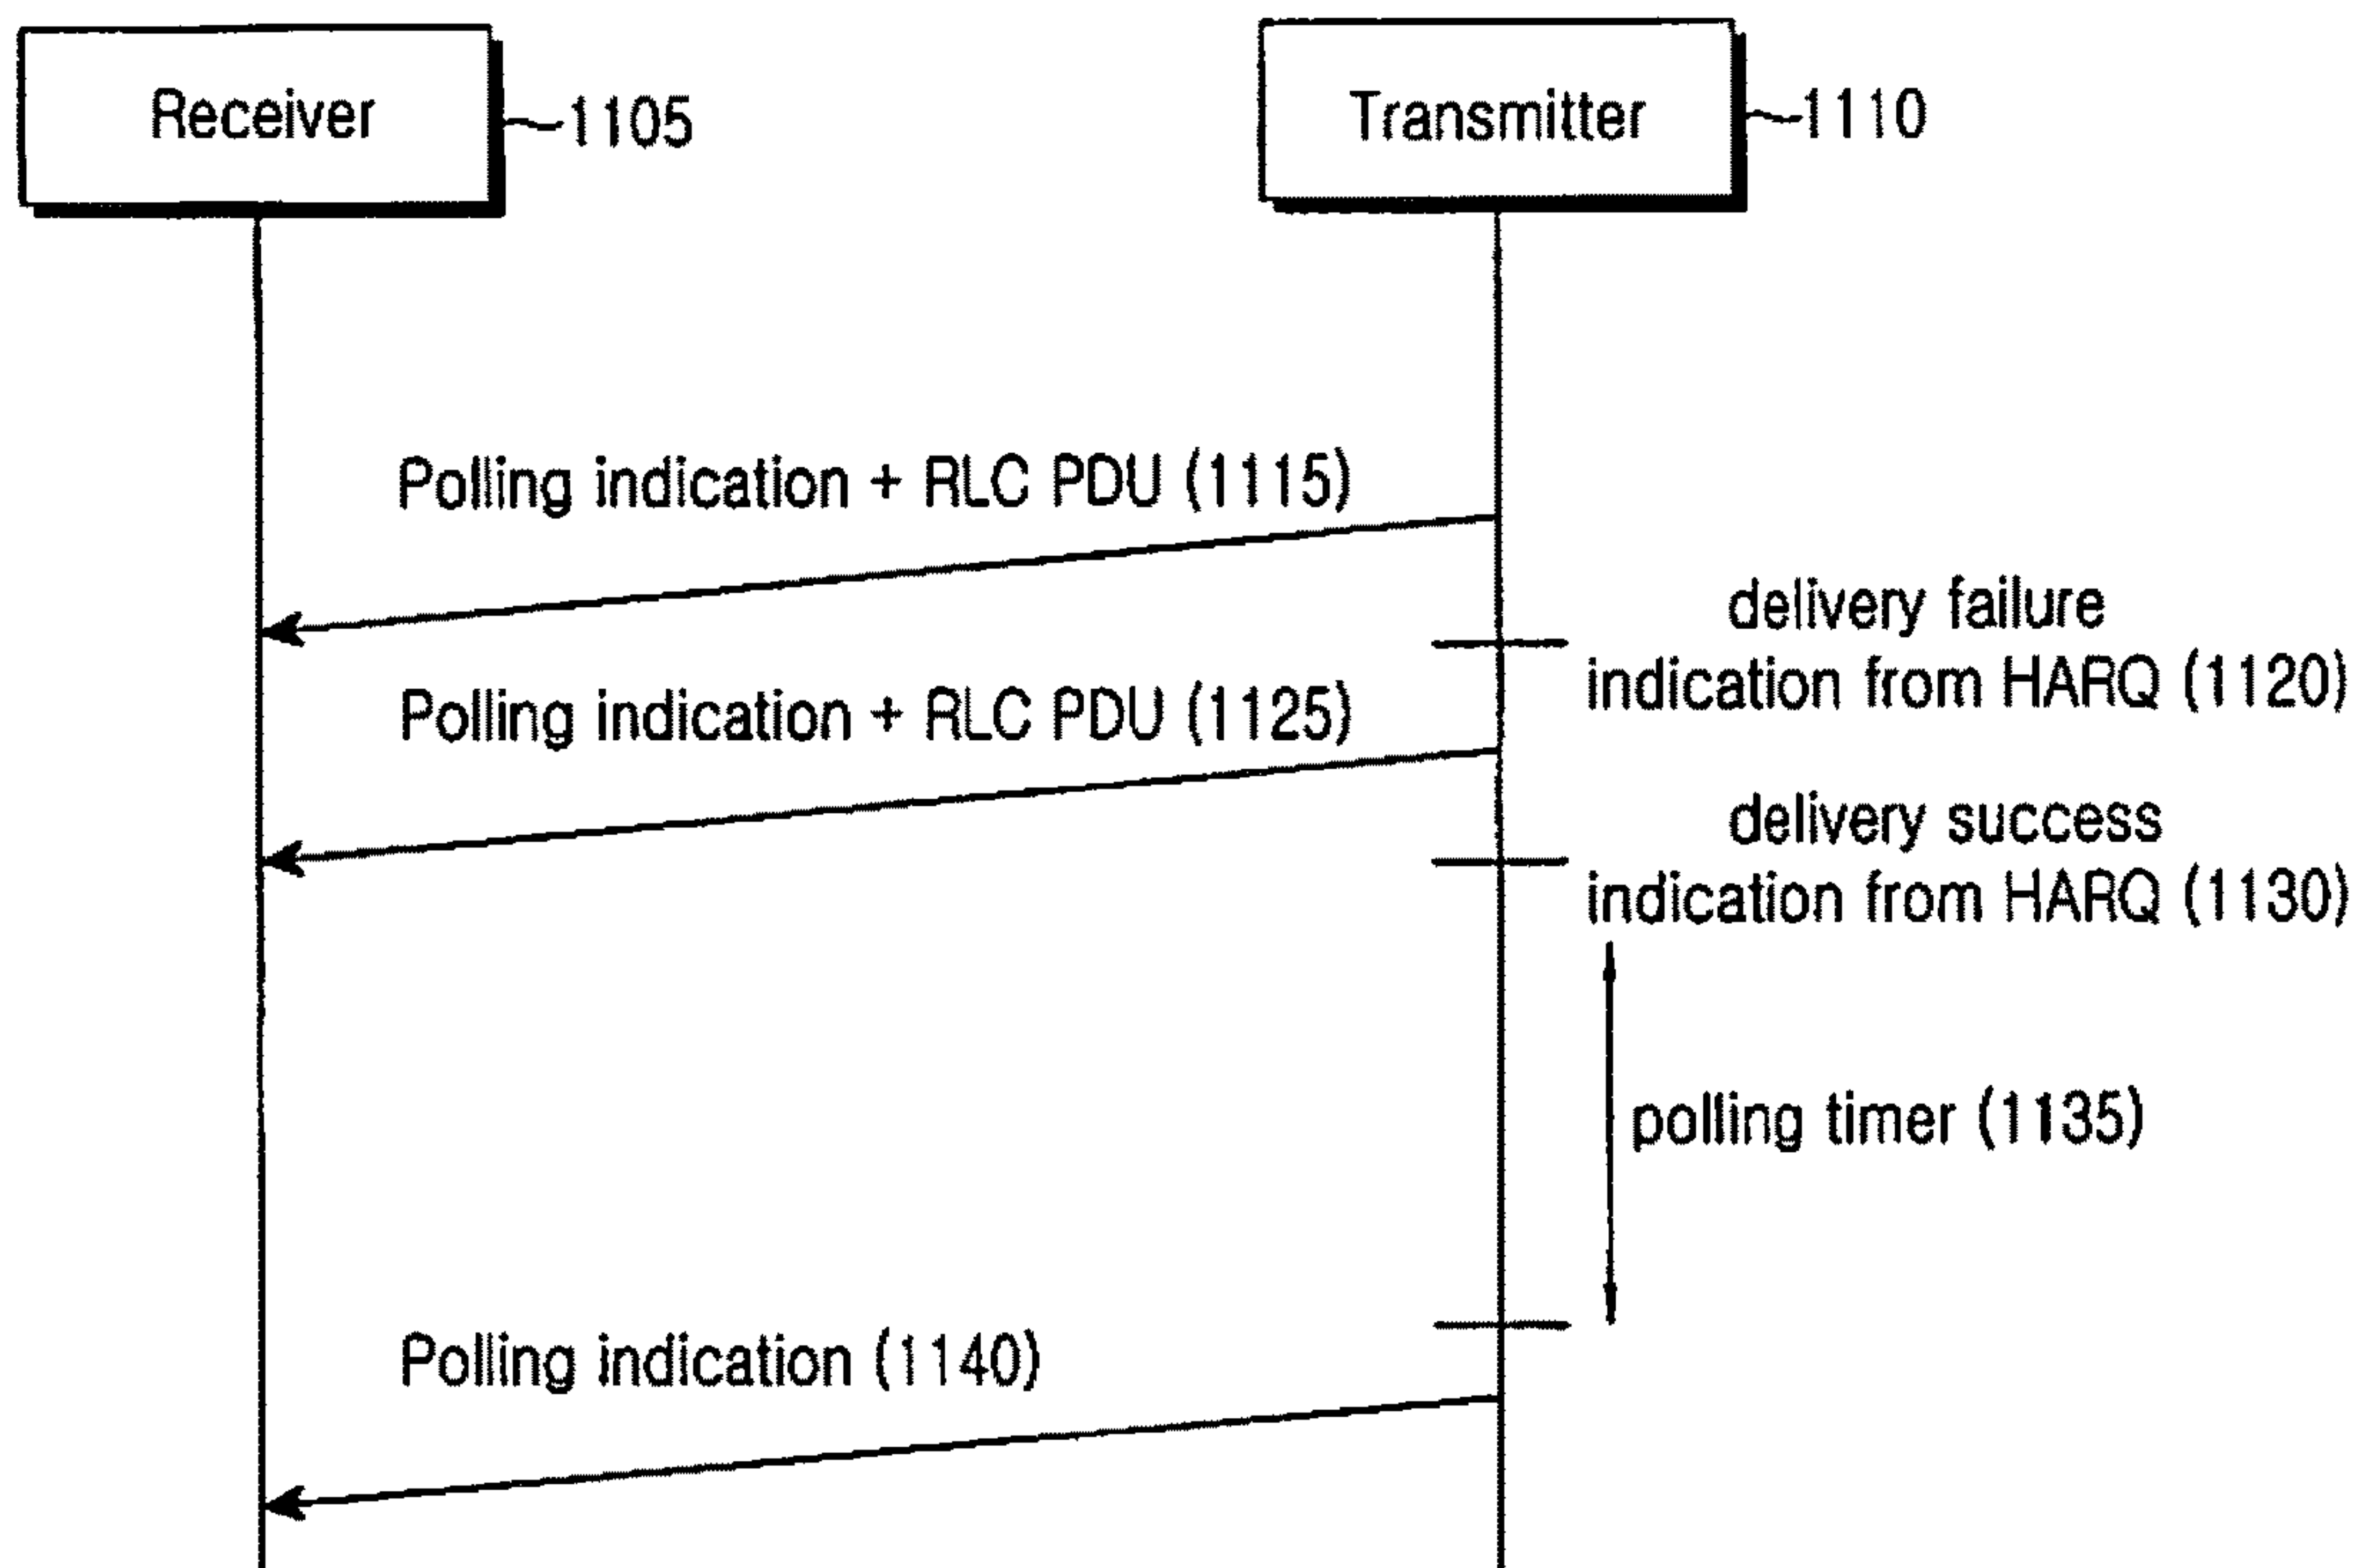 Receiver
1105
Transmitter
1110
Polling indication + RLC PDU (1115)
delivery failure
indication from HARQ (1120)
Polling indication + RLC PDU (1125)
delivery success
indication from HARQ (1130)
polling timer (1135)
Polling indication (1140)